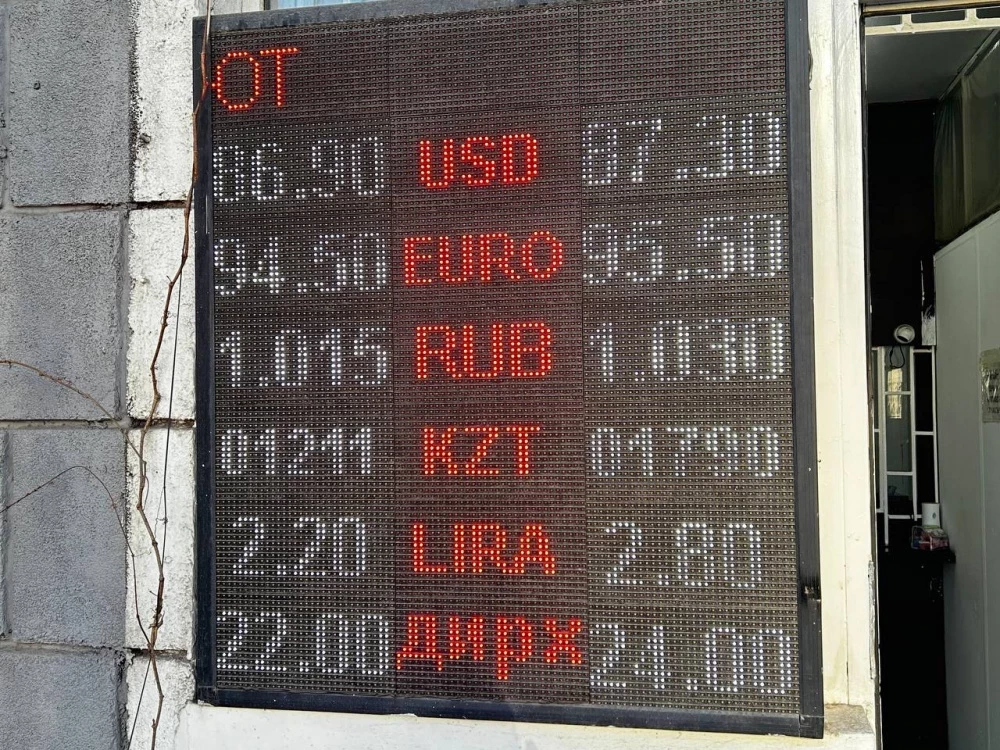 ОТ
86.90 USD 87.30
94.50 EURO 95.50
1.015 RUB 1.030
01211 KZT 01790
2.20 LIRA 2.80
22.00 дирх 24.00